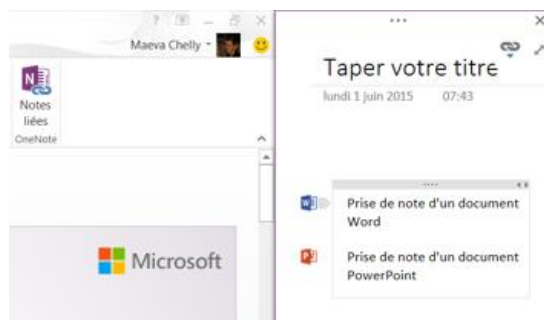 Maeva Chelly
Notes
liées
OneNote
Microsoft
Taper votre titre
lundi 1 juin 2015 07:43
Prise de note d'un document
Word
Prise de note d'un document
PowerPoint